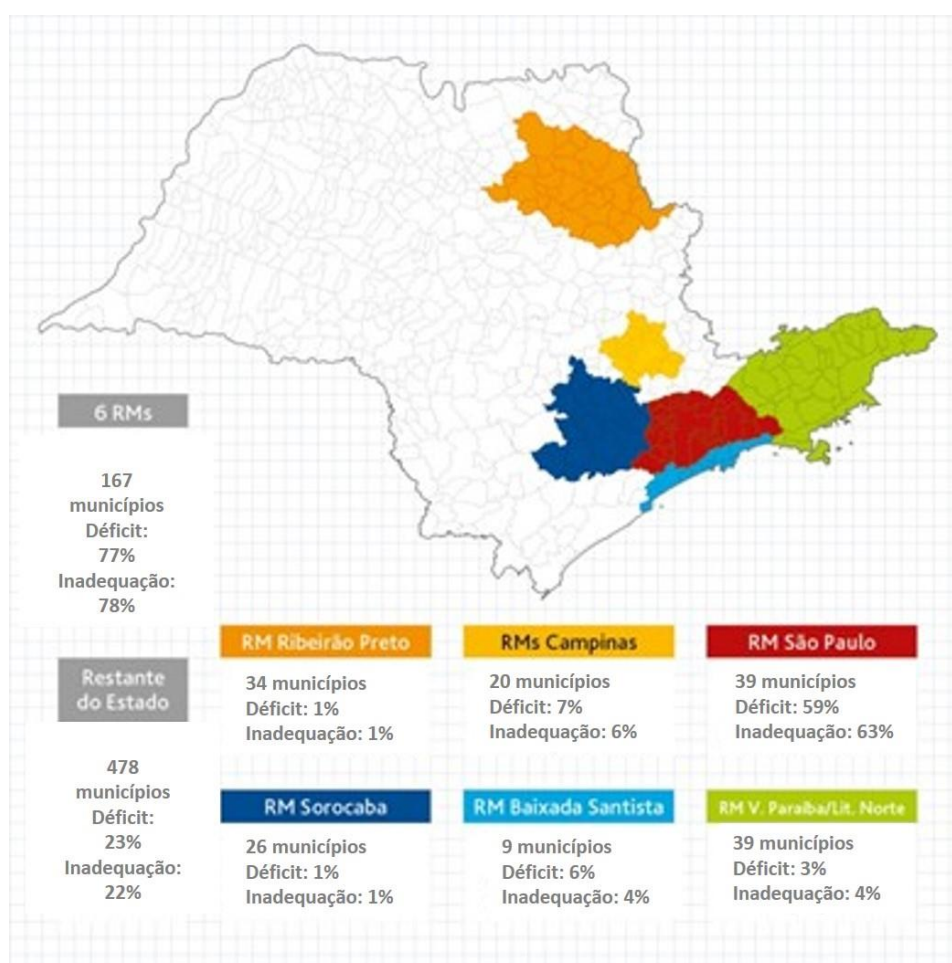 6 RMs
167
municípios
Déficit:
77%
Inadequação:
78%
Restante
do Estado
478
municípios
Déficit:
23%
Inadequação:
22%
RM Ribeirão Preto
34 municípios
Déficit: 1%
Inadequação: 1%
RMs Campinas
20 municípios
Déficit: 7%
Inadequação: 6%
RM São Paulo
39 municípios
Déficit: 59%
Inadequação: 63%
RM Sorocaba
26 municípios
Déficit: 1%
Inadequação: 1%
RM Baixada Santista
9 municípios
Déficit: 6%
Inadequação: 4%
RM V. Paraíba/Lit. Norte
39 municípios
Déficit: 3%
Inadequação: 4%